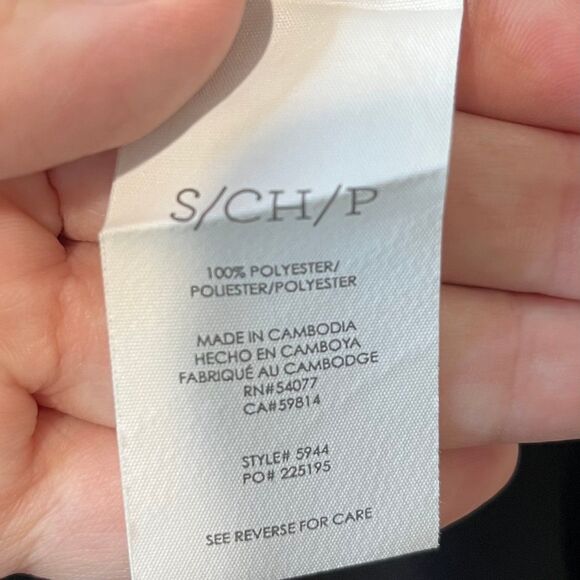 S/CH/P
100% POLYESTER/
POLIESTER/POLYESTER
MADE IN CAMBODIA
HECHO EN CAMBOYA
FABRIQUÉ AU CAMBODGE
RN#54077
CA#59814
STYLE# 5944
PO# 225195
SEE REVERSE FOR CARE